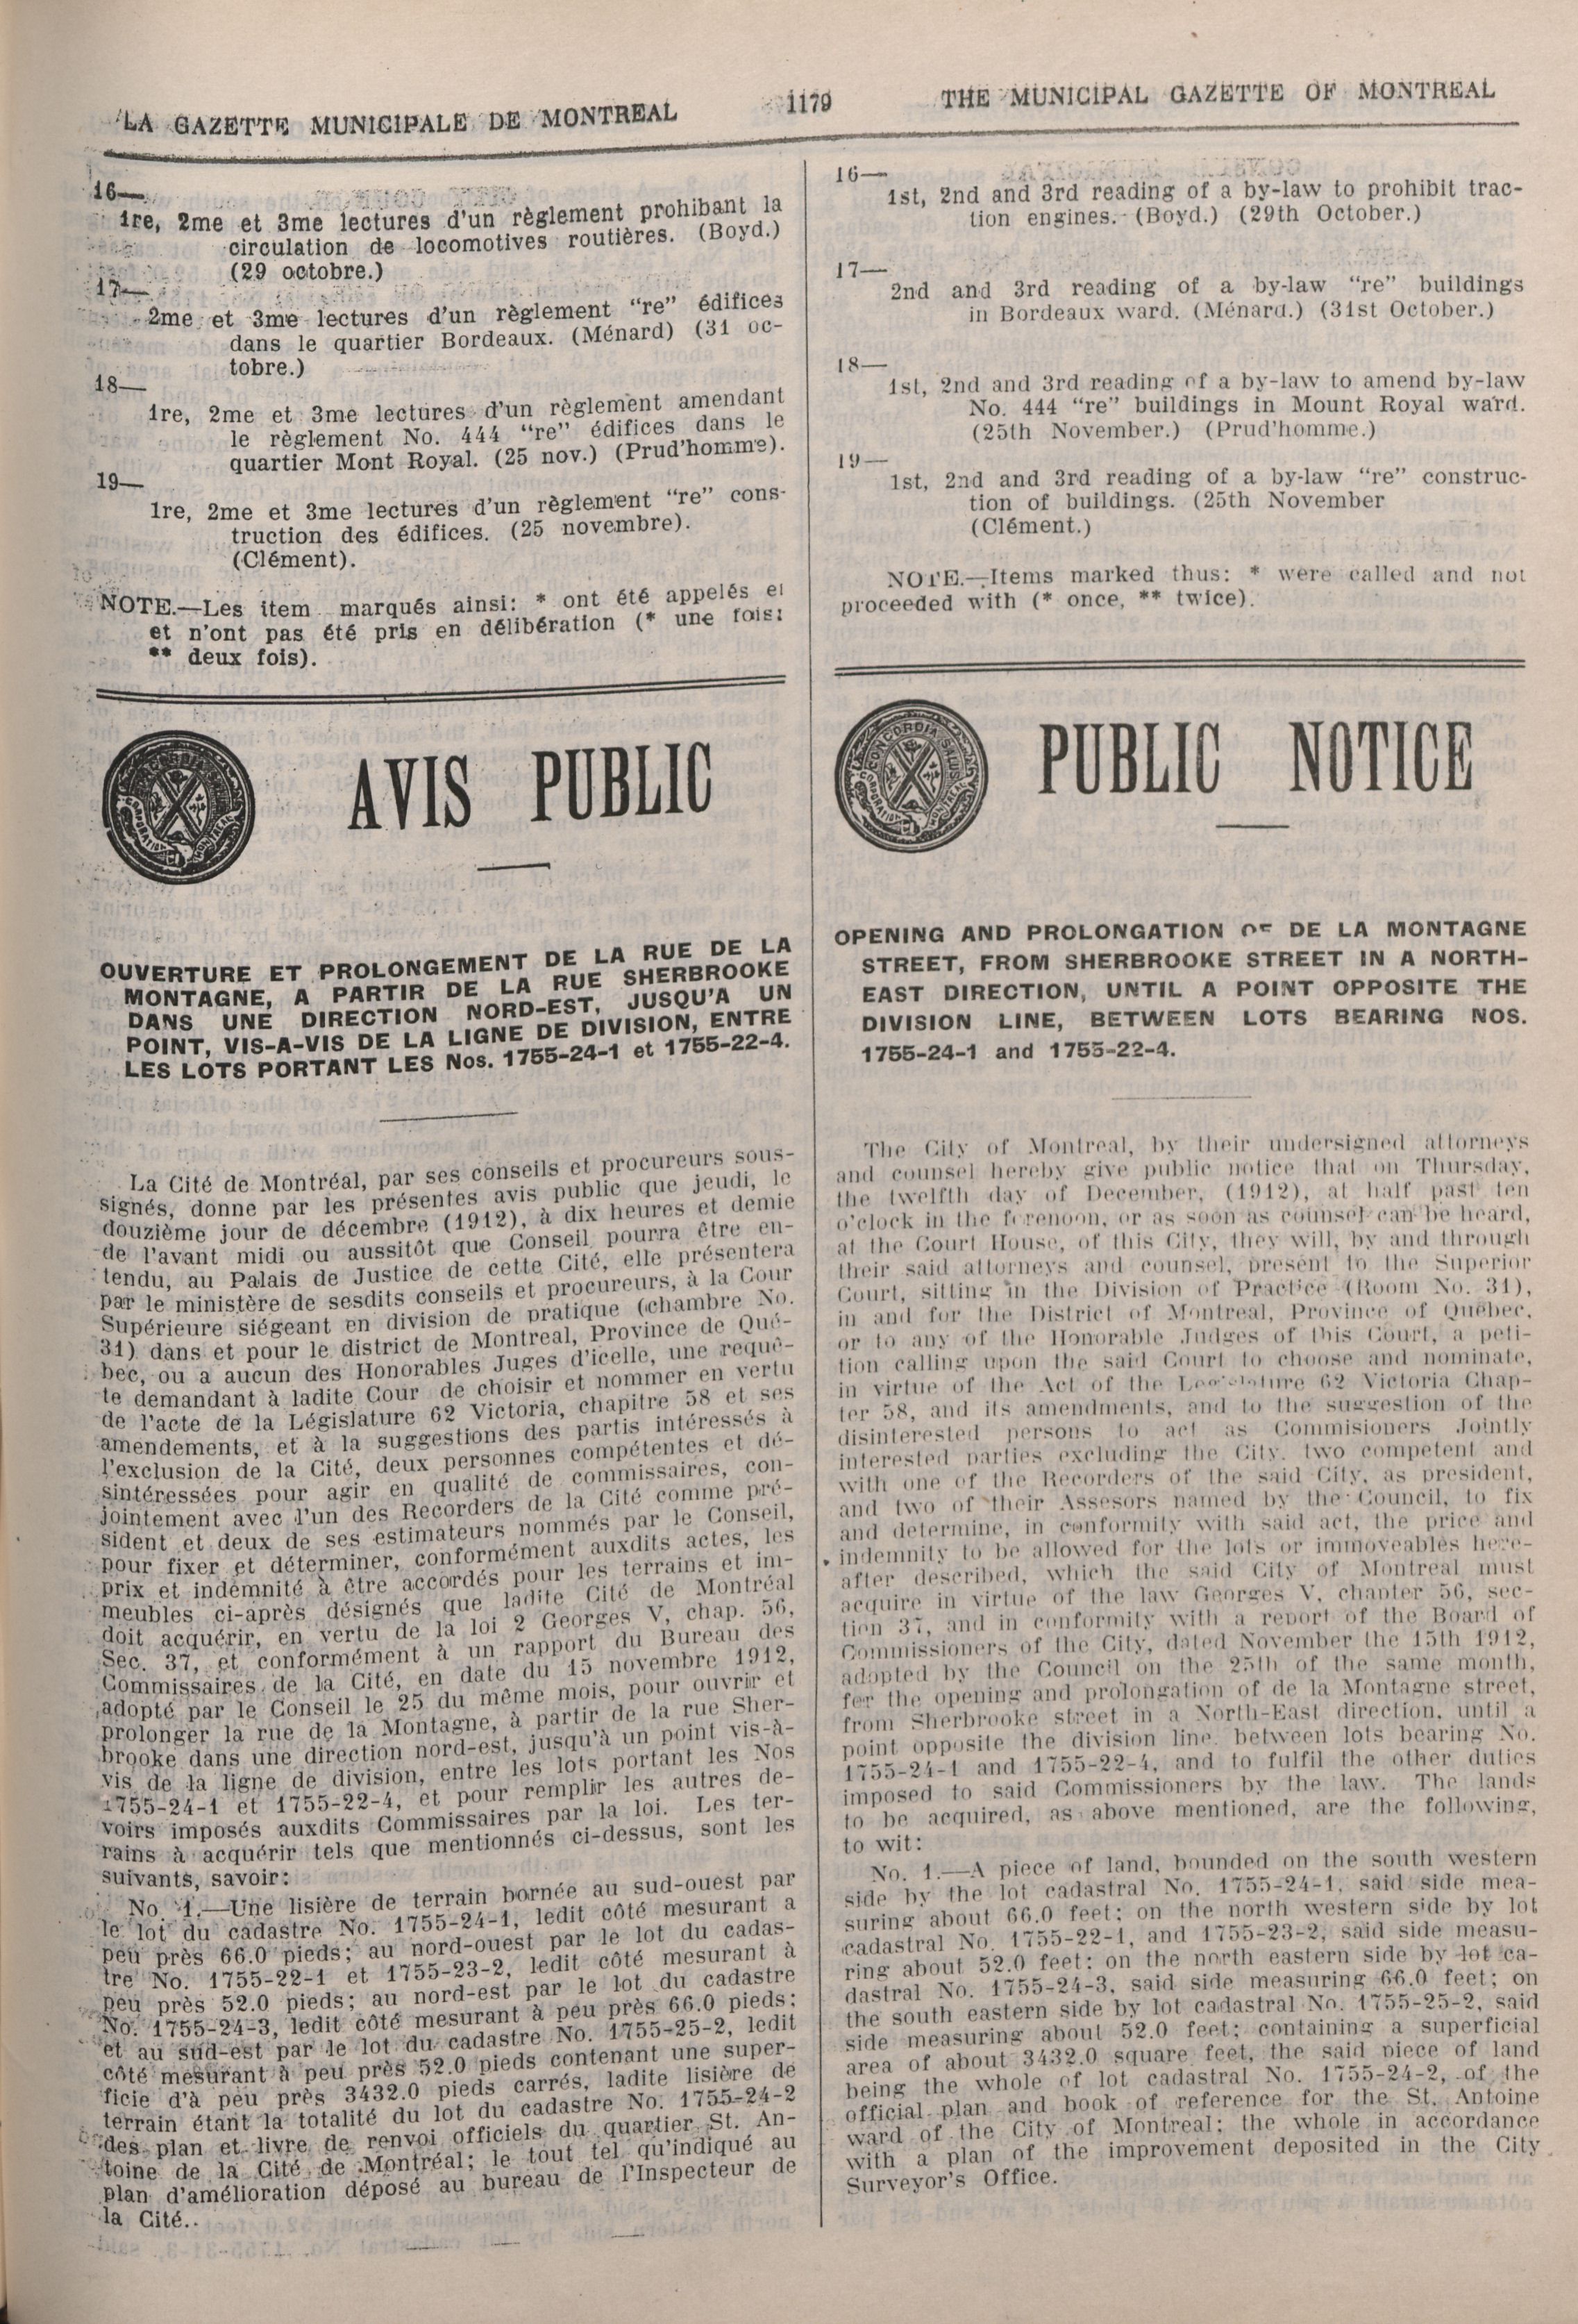 LA GAZETTE MUNICIPALE DE MONTREAL
1179
THE MUNICIPAL GAZETTE OF MONTREAL
16—
1re, 2me et 3me lectures d'un règlement prohibant la
circulation de locomotives routières. (Boyd.)
(29 octobre.)
17—
2me et 3me lectures d'un règlement "re" édifices
dans le quartier Bordeaux. (Ménard) (31 oc-
tobre.)
18—
1re, 2me et 3me lectures d'un règlement amendant
le règlement No. 444 "re" édifices dans le
quartier Mont Royal. (25 nov.) (Prud'homme).
19—
1re, 2me et 3me lectures d'un règlement "re" cons-
truction des édifices. (25 novembre).
(Clément).
NOTE.—Les item marqués ainsi: * ont été appelés et
et n'ont pas été pris en délibération (* une fois:
** deux fois).
AVIS PUBLIC
OUVERTURE ET PROLONGEMENT DE LA RUE DE LA
MONTAGNE, A PARTIR DE LA RUE SHERBROOKE
DANS UNE DIRECTION NORD-EST, JUSQU'A UN
POINT, VIS-A-VIS DE LA LIGNE DE DIVISION, ENTRE
LES LOTS PORTANT LES Nos. 1755-24-1 et 1755-22-4.
La Cité de Montréal, par ses conseils et procureurs sous-
signés, donne par les présentes avis public que jeudi, le
douzième jour de décembre (1912), à dix heures et demie
de l'avant midi ou aussitôt que Conseil pourra être en-
tendu, au Palais de Justice de cette Cité, elle présentera
par le ministère de sesdits conseils et procureurs, à la Cour
Supérieure siégeant en division de pratique (chambre No.
31) dans et pour le district de Montreal, Province de Qué-
bec, ou a aucun des Honorables Juges d'icelle, une requê-
te demandant à ladite Cour de choisir et nommer en vertu
de l'acte de la Législature 62 Victoria, chapitre 58 et ses
amendements, et à la suggestions des partis intéressés à
l'exclusion de la Cité, deux personnes compétentes et dé-
sintéressées pour agir en qualité de commissaires, con-
jointement avec l'un des Recorders de la Cité comme pré-
sident et deux de ses estimateurs nommés par le Conseil,
pour fixer et déterminer, conformément auxdits actes, les
prix et indemnité à être accordés pour les terrains et im-
meubles ci-après désignés que ladite Cité de Montréal
doit acquérir, en vertu de la loi 2 Georges V, chap. 56,
Sec. 37, et conformément à un rapport du Bureau des
Commissaires de la Cité, en date du 15 novembre 1912,
adopté par le Conseil le 25 du même mois, pour ouvrir et
prolonger la rue de la Montagne, à partir de la rue Sher-
brooke dans une direction nord-est, jusqu'à un point vis-à-
vis de la ligne de division, entre les lots portant les Nos
1755-24-1 et 1755-22-4, et pour remplir les autres de-
voirs imposés auxdits Commissaires par la loi. Les ter-
rains à acquérir tels que mentionnés ci-dessus, sont les
suivants, savoir:
No. 1.—Une lisière de terrain bornée au sud-ouest par
le lot du cadastre No. 1755-24-1, ledit côté mesurant a
peu près 66.0 pieds; au nord-ouest par le lot du cadas-
tre No. 1755-22-1 et 1755-23-2, ledit côté mesurant à
peu près 52.0 pieds; au nord-est par le lot du cadastre
No. 1755-24-3, ledit côté mesurant à peu près 66.0 pieds;
et au sud-est par le lot du cadastre No. 1755-25-2, ledit
côté mesurant à peu près 52.0 pieds contenant une super-
ficie d'à peu près 3432.0 pieds carrés, ladite lisière de
terrain étant la totalité du lot du cadastre No. 1755-24-2
des plan et livre de renvoi officiels du quartier St. An-
toine de la Cité de Montréal; le tout tel qu'indiqué au
plan d'amélioration déposé au bureau de l'Inspecteur de
la Cité..
16—
1st, 2nd and 3rd reading of a by-law to prohibit trac-
tion engines. (Boyd.) (29th October.)
17—
2nd and 3rd reading of a by-law "re" buildings
in Bordeaux ward. (Ménard.) (31st October.)
18—
1st, 2nd and 3rd reading of a by-law to amend by-law
No. 444 "re" buildings in Mount Royal ward.
(25th November.) (Prud'homme.)
19—
1st, 2nd and 3rd reading of a by-law "re" construc-
tion of buildings. (25th November
(Clément.)
NOTE.—Items marked thus: * were called and not
proceeded with (* once, ** twice).
CONCORDIA SALUS
CORPORATION MONTREAL
PUBLIC NOTICE
OPENING AND PROLONGATION OF DE LA MONTAGNE
STREET, FROM SHERBROOKE STREET IN A NORTH-
EAST DIRECTION, UNTIL A POINT OPPOSITE THE
DIVISION LINE, BETWEEN LOTS BEARING NOS.
1755-24-1 and 1755-22-4.
The City of Montreal, by their undersigned attorneys
and counsel hereby give public notice that on Thursday,
the twelfth day of December, (1912), at half past ten
o'clock in the forenoon, or as soon as counsel can be heard,
at the Court House, of this City, they will, by and through
their said attorneys and counsel, present to the Superior
Court, sitting in the Division of Practice (Room No. 31),
in and for the District of Montreal, Province of Quebec,
or to any of the Honorable Judges of this Court, a peti-
tion calling upon the said Court to choose and nominate,
in virtue of the Act of the Legislature 62 Victoria Chap-
ter 58, and its amendments, and to the suggestion of the
disinterested persons to act as Commisioners Jointly
interested parties excluding the City, two competent and
with one of the Recorders of the said City, as president,
and two of their Assesors named by the Council, to fix
and determine, in conformity with said act, the price and
indemnity to be allowed for the lots or immoveables here-
after described, which the said City of Montreal must
acquire in virtue of the law Georges V, chapter 56, sec-
tion 37, and in conformity with a report of the Board of
Commissioners of the City, dated November the 15th 1912,
adopted by the Council on the 25th of the same month,
for the opening and prolongation of de la Montagne street,
from Sherbrooke street in a North-East direction, until a
point opposite the division line, between lots bearing No.
1755-24-1 and 1755-22-4, and to fulfil the other duties
imposed to said Commissioners by the law. The lands
to be acquired, as above mentioned, are the following,
to wit:
No. 1.—A piece of land, bounded on the south western
side by the lot cadastral No. 1755-24-1, said side mea-
suring about 66.0 feet; on the north western side by lot
cadastral No. 1755-22-1, and 1755-23-2, said side measu-
ring about 52.0 feet; on the north eastern side by lot ca-
dastral No. 1755-24-3, said side measuring 66.0 feet; on
the south eastern side by lot cadastral No. 1755-25-2, said
side measuring about 52.0 feet; containing a superficial
area of about 3432.0 square feet, the said piece of land
being the whole of lot cadastral No. 1755-24-2, of the
official plan and book of reference for the St. Antoine
ward of the City of Montreal; the whole in accordance
with a plan of the improvement deposited in the City
Surveyor's Office.